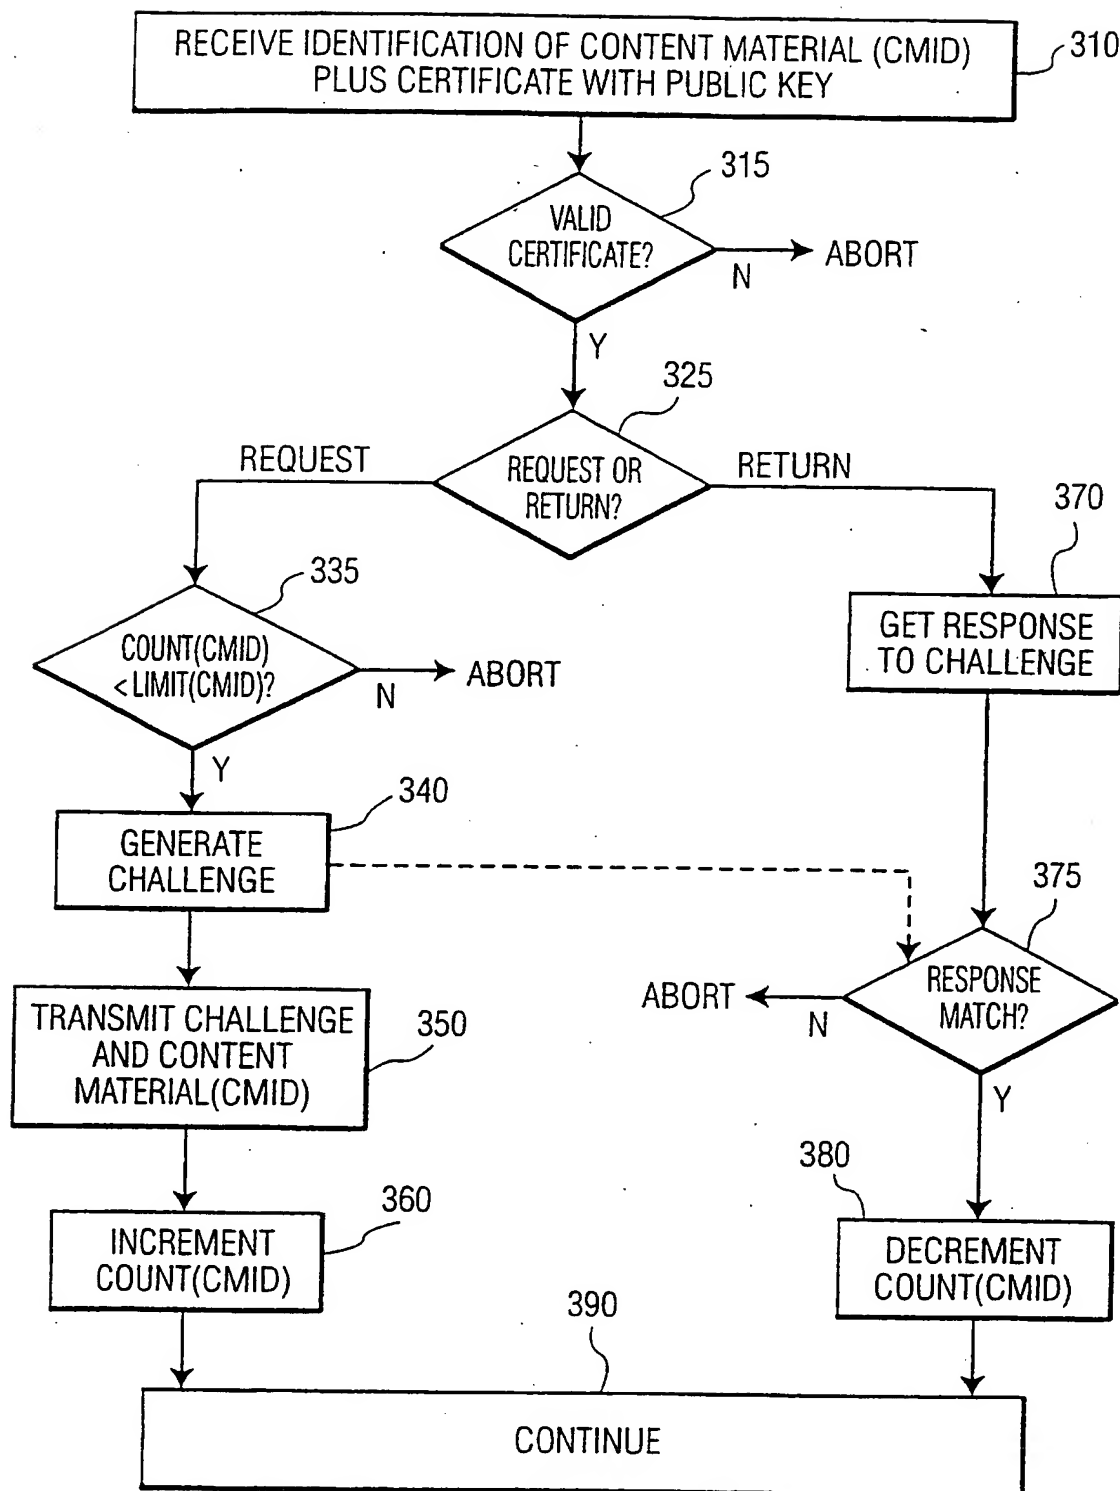 RECEIVE IDENTIFICATION OF CONTENT MATERIAL (CMID)
PLUS CERTIFICATE WITH PUBLIC KEY
310
315
VALID
CERTIFICATE?
N
ABORT
Y
325
REQUEST
REQUEST OR
RETURN?
RETURN
370
335
COUNT(CMID)
< LIMIT(CMID)?
N
ABORT
GET RESPONSE
TO CHALLENGE
Y
340
GENERATE
CHALLENGE
375
RESPONSE
MATCH?
ABORT
N
TRANSMIT CHALLENGE
AND CONTENT
MATERIAL(CMID)
350
Y
380
360
INCREMENT
COUNT(CMID)
DECREMENT
COUNT(CMID)
390
CONTINUE